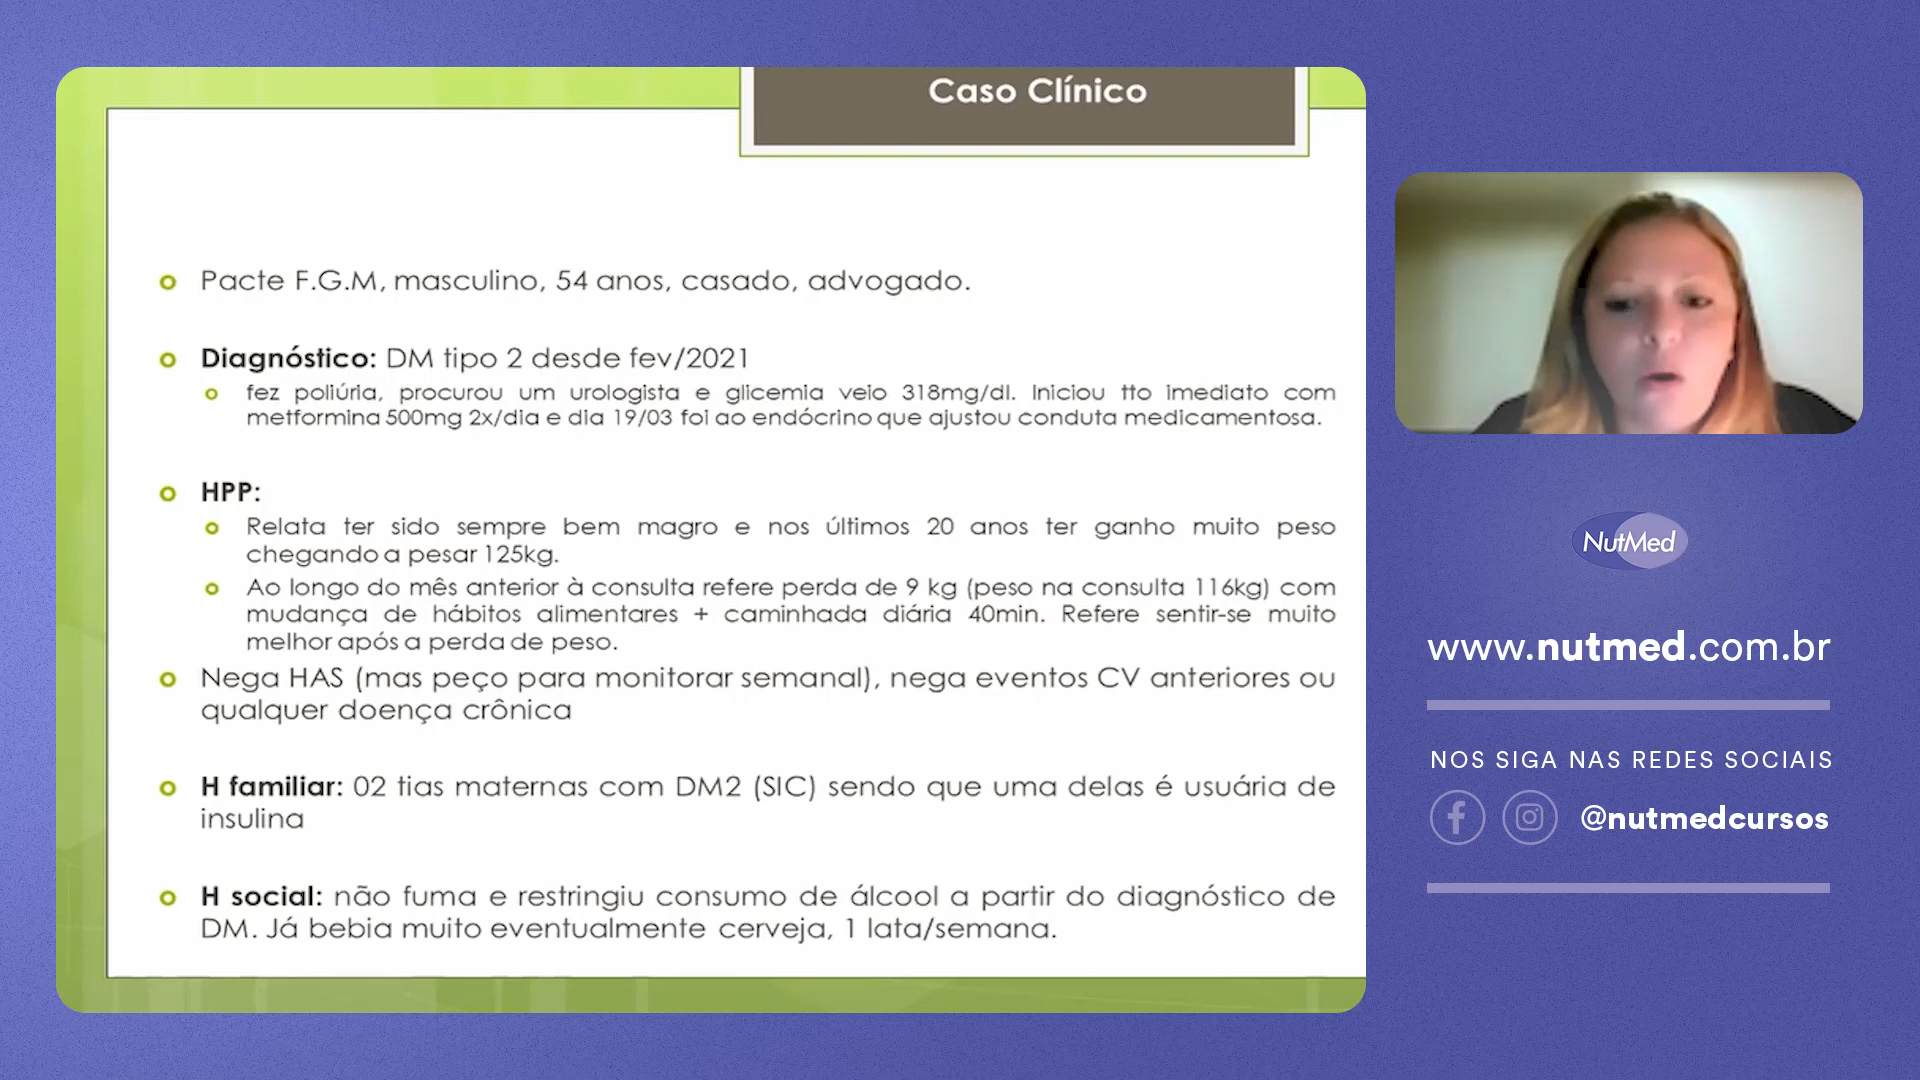 Caso Clínico
Pacte F.G.M, masculino, 54 anos, casado, advogado.
Diagnóstico: DM tipo 2 desde fev/2021
fez poliúria, procurou um urologista e glicemia veio 318mg/dl. Iniciou tto imediato com
metformina 500mg 2x/dia e dia 19/03 foi ao endócrino que ajustou conduta medicamentosa.
HPP:
Relata ter sido sempre bem magro e nos últimos 20 anos ter ganho muito peso
chegando a pesar 125kg.
Ao longo do mês anterior à consulta refere perda de 9 kg (peso na consulta 116kg) com
mudança de hábitos alimentares + caminhada diária 40min. Refere sentir-se muito
melhor após a perda de peso.
Nega HAS (mas peço para monitorar semanal), nega eventos CV anteriores ou
qualquer doença crônica
H familiar: 02 tias maternas com DM2 (SIC) sendo que uma delas é usuária de
insulina
H social: não fuma e restringiu consumo de álcool a partir do diagnóstico de
DM. Já bebia muito eventualmente cerveja, 1 lata/semana.
NutMed
www.nutmed.com.br
NOS SIGA NAS REDES SOCIAIS
@nutmedcursos